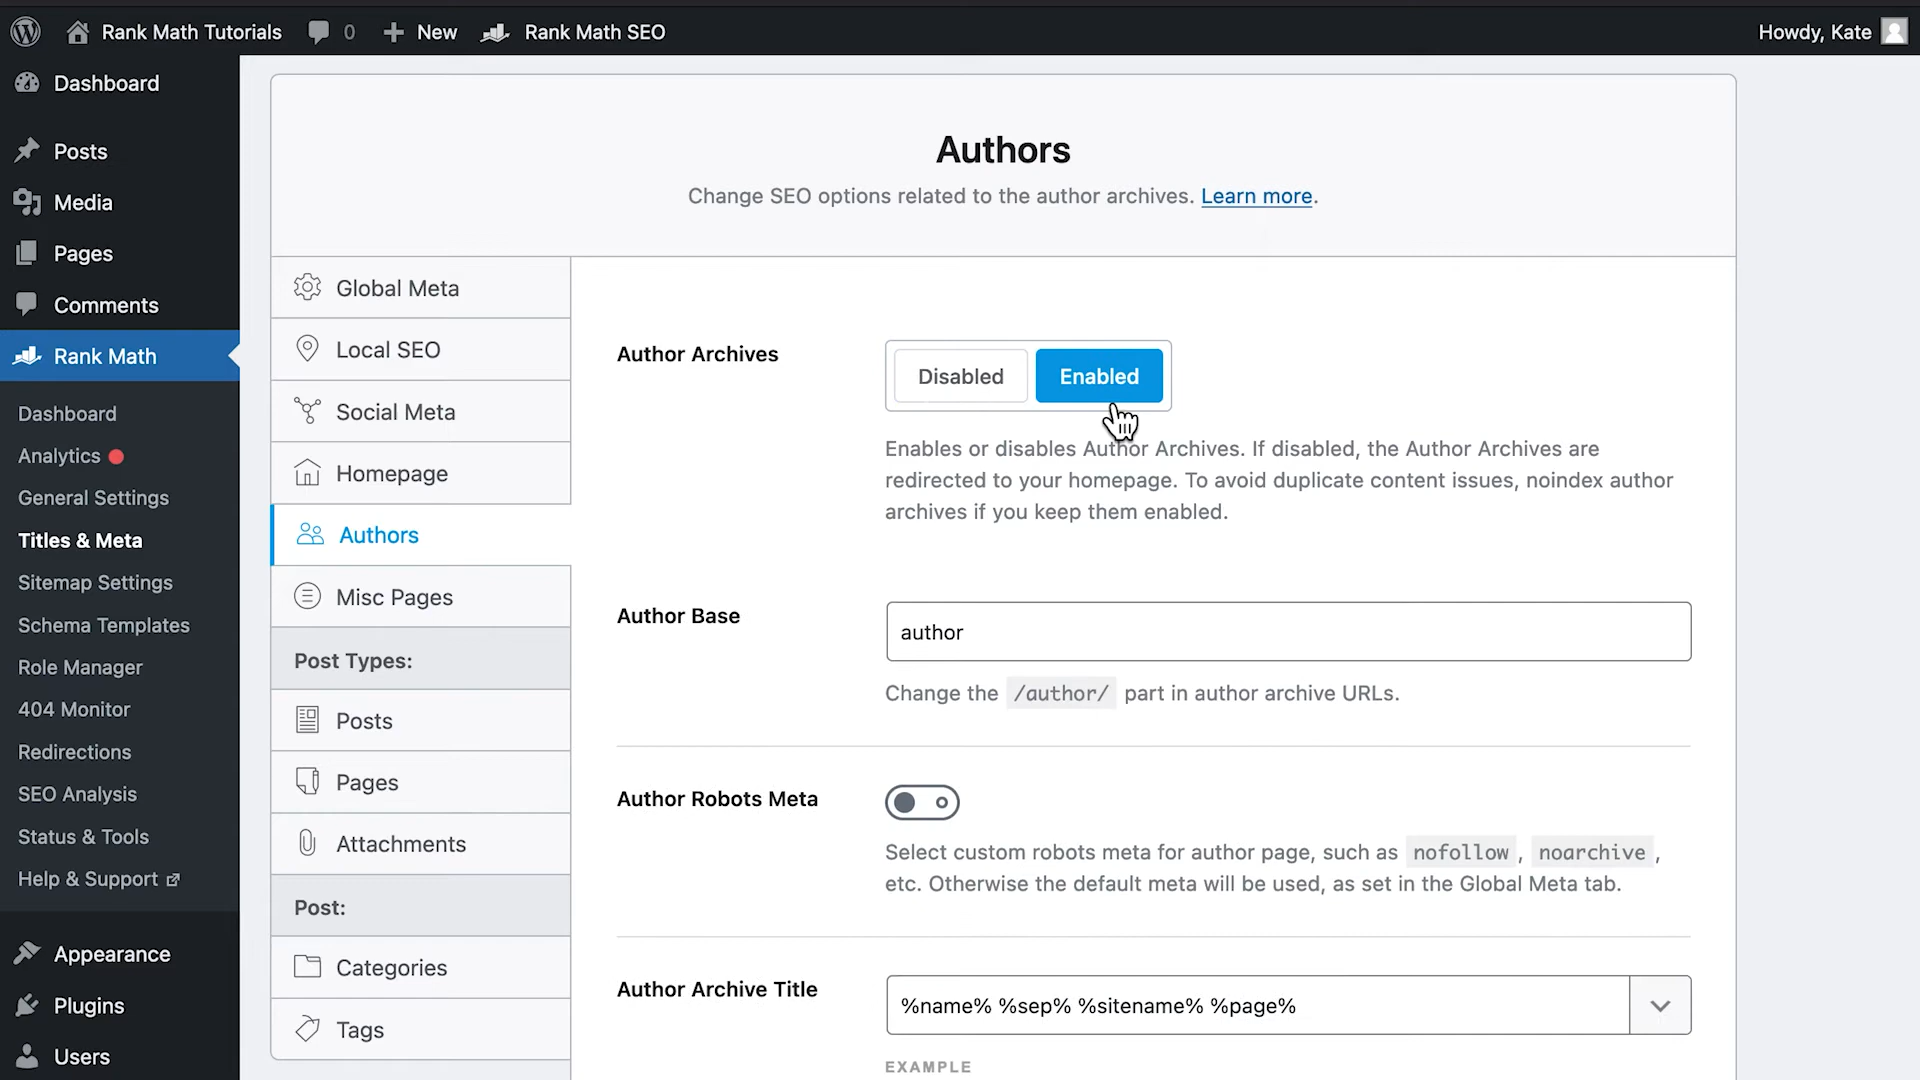 Rank Math Tutorials
0
New
Rank Math SEO
Howdy, Kate
Dashboard
Posts
Media
Pages
Comments
Rank Math
Dashboard
Analytics
General Settings
Titles & Meta
Sitemap Settings
Schema Templates
Role Manager
404 Monitor
Redirections
SEO Analysis
Status & Tools
Help & Support
Appearance
Plugins
Users
Authors
Change SEO options related to the author archives. Learn more.
Global Meta
Local SEO
Social Meta
Homepage
Authors
Misc Pages
Post Types:
Posts
Pages
Attachments
Post:
Categories
Tags
Author Archives
Disabled
Enabled
Enables or disables Author Archives. If disabled, the Author Archives are
redirected to your homepage. To avoid duplicate content issues, noindex author
archives if you keep them enabled.
Author Base
author
Change the /author/ part in author archive URLs.
Author Robots Meta
Select custom robots meta for author page, such as nofollow, noarchive,
etc. Otherwise the default meta will be used, as set in the Global Meta tab.
Author Archive Title
%name% %sep% %sitename% %page%
EXAMPLE